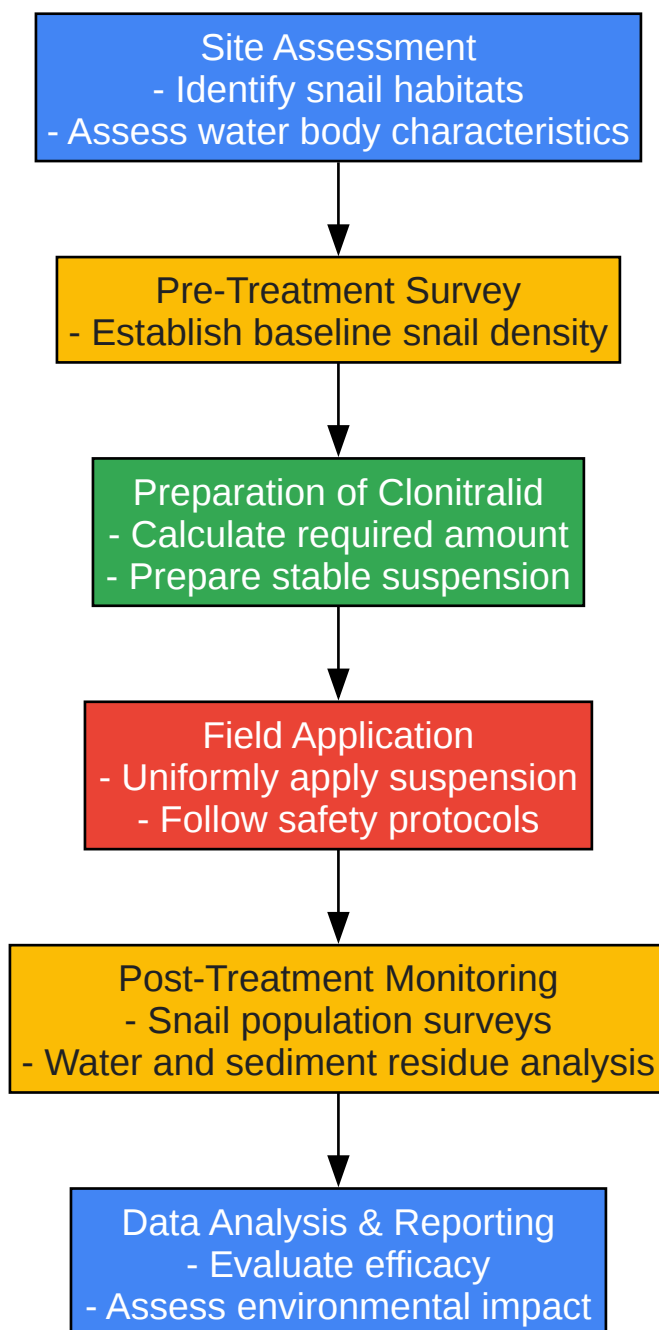 Site Assessment
- Identify snail habitats
- Assess water body characteristics
Pre-Treatment Survey
- Establish baseline snail density
Preparation of Clonitralid
- Calculate required amount
- Prepare stable suspension
Field Application
- Uniformly apply suspension
- Follow safety protocols
Post-Treatment Monitoring
- Snail population surveys
- Water and sediment residue analysis
Data Analysis & Reporting
- Evaluate efficacy
- Assess environmental impact